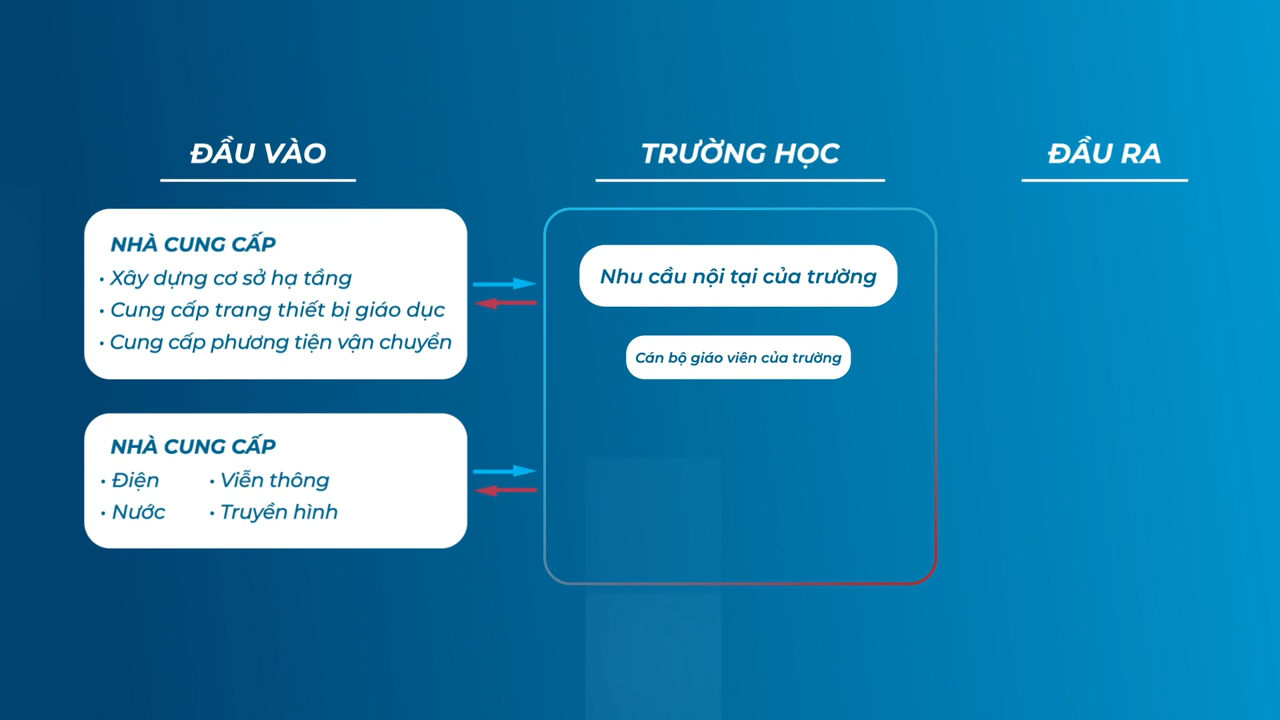 ĐẦU VÀO
NHÀ CUNG CẤP
• Xây dựng cơ sở hạ tầng
• Cung cấp trang thiết bị giáo dục
• Cung cấp phương tiện vận chuyển
NHÀ CUNG CẤP
• Điện • Viễn thông
• Nước • Truyền hình
TRƯỜNG HỌC
Nhu cầu nội tại của trường
Cán bộ giáo viên của trường
ĐẦU RA